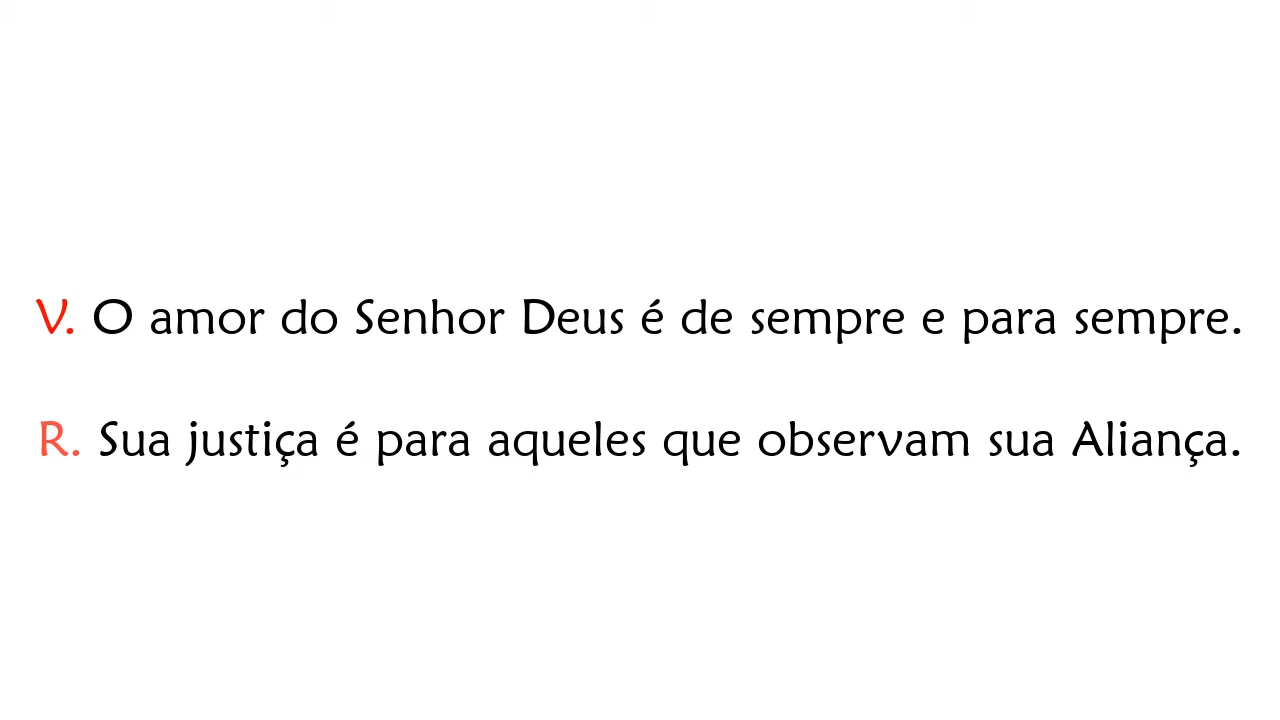 V. O amor do Senhor Deus é de sempre e para sempre.
R. Sua justiça é para aqueles que observam sua Aliança.